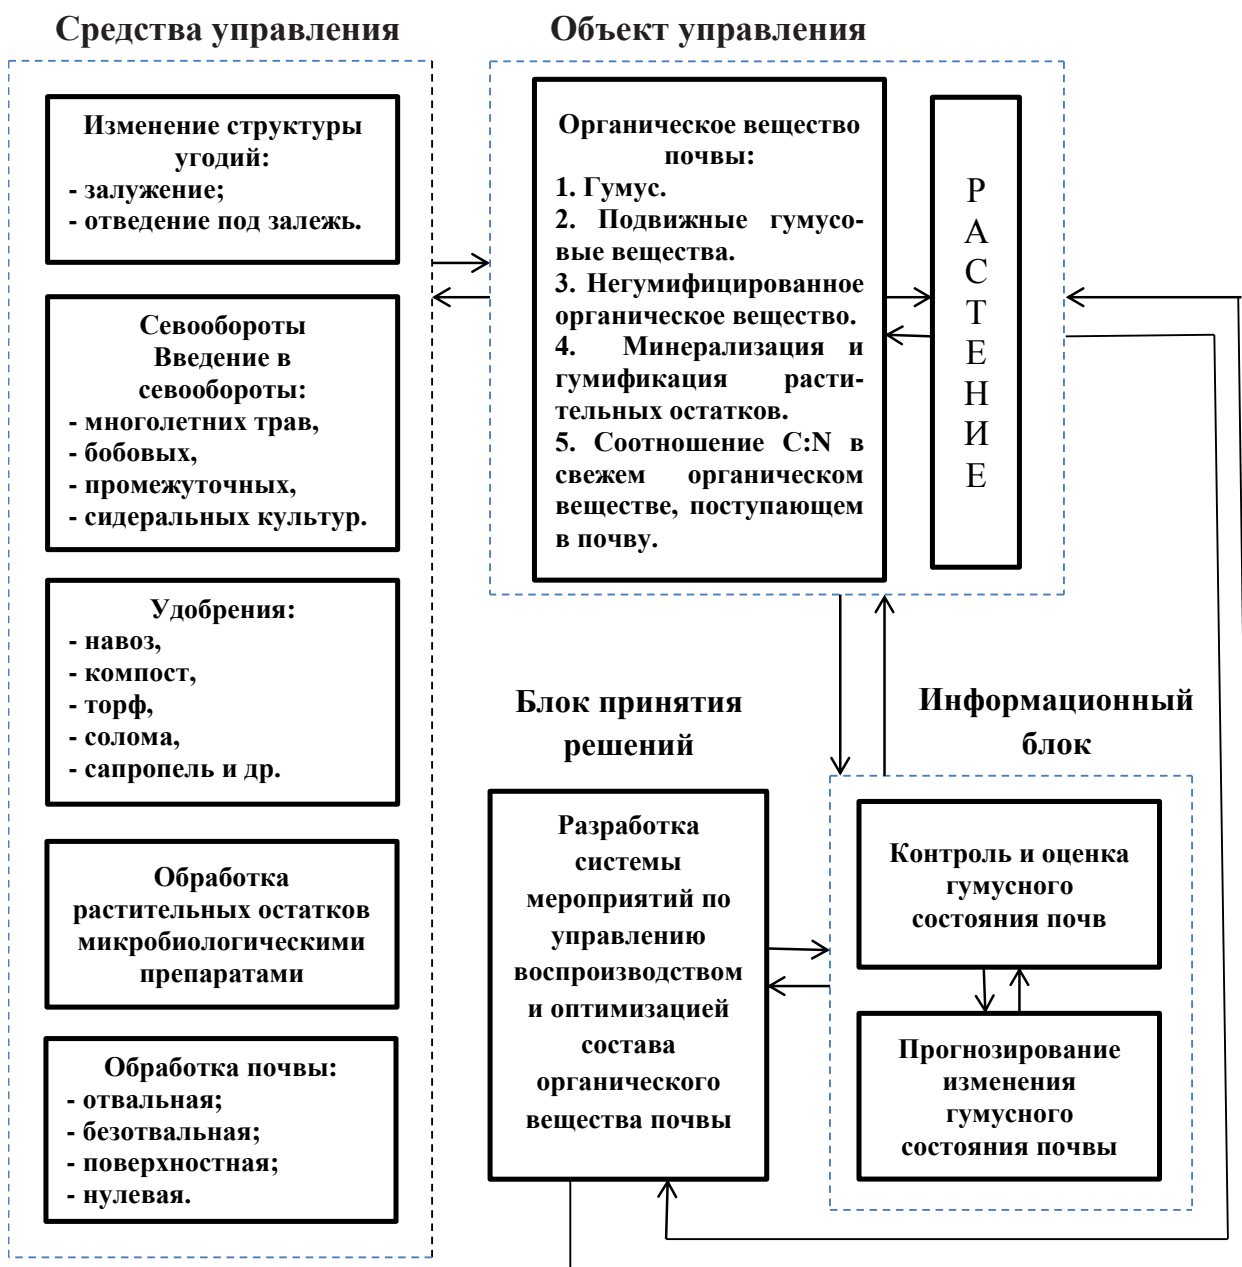 Средства управления
Изменение структуры
угодий:
- залужение;
- отведение под залежь.
Севообороты
Введение в
севообороты:
- многолетних трав,
- бобовых,
- промежуточных,
- сидеральных культур.
Удобрения:
- навоз,
- компост,
- торф,
- солома,
- сапропель и др.
Обработка
растительных остатков
микробиологическими
препаратами
Обработка почвы:
- отвальная;
- безотвальная;
- поверхностная;
- нулевая.
Объект управления
Органическое вещество
почвы:
1. Гумус.
2. Подвижные гумусо-
вые вещества.
3. Негумифицированное
органическое вещество.
4. Минерализация и
гумификация расти-
тельных остатков.
5. Соотношение C:N в
свежем органическом
веществе, поступающем
в почву.
Р
А
С
Т
Е
Н
И
Е
Блок принятия
решений
Разработка
системы
мероприятий по
управлению
воспроизводством
и оптимизацией
состава
органического
вещества почвы
Информационный
блок
Контроль и оценка
гумусного
состояния почв
Прогнозирование
изменения
гумусного
состояния почвы